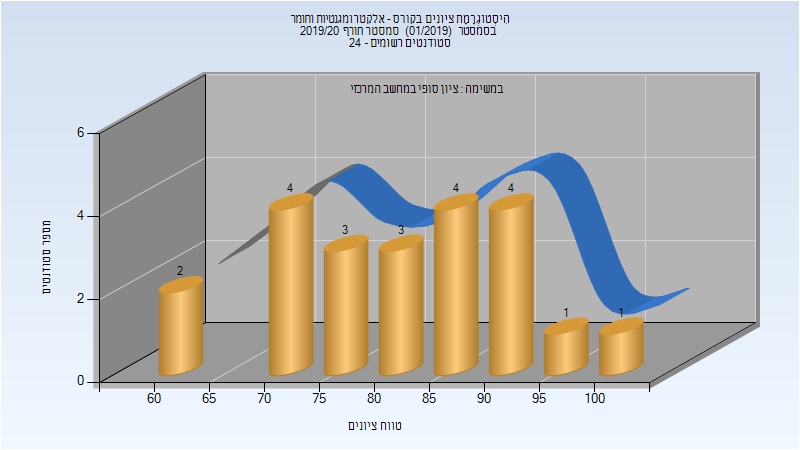 היסטוגרמת ציונים בקורס - אלקטרומגנטיות וחומר
בסמסטר (01/2019) סמסטר חורף 2019/20
סטודנטים רשומים - 24
במשימה : ציון סופי במחשב המרכזי
6
4
2
0
מספר סטודנטים
2
4
3
3
4
4
1
1
60 65 70 75 80 85 90 95 100
טווח ציונים